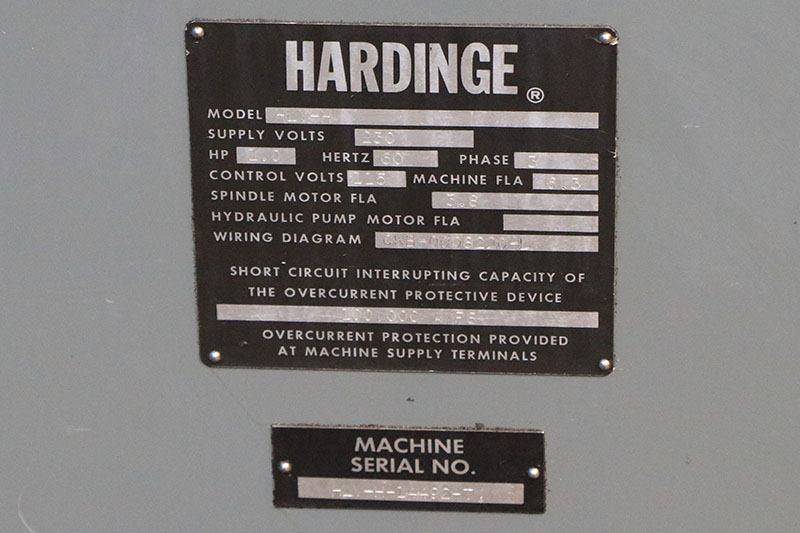 HARDINGE ®
MODEL
SUPPLY VOLTS 230
HP HERTZ 60 PHASE 3
CONTROL VOLTS 115 MACHINE FLA
SPINDLE MOTOR FLA
HYDRAULIC PUMP MOTOR FLA
WIRING DIAGRAM
SHORT CIRCUIT INTERRUPTING CAPACITY OF
THE OVERCURRENT PROTECTIVE DEVICE
100,000
OVERCURRENT PROTECTION PROVIDED
AT MACHINE SUPPLY TERMINALS
MACHINE
SERIAL NO.